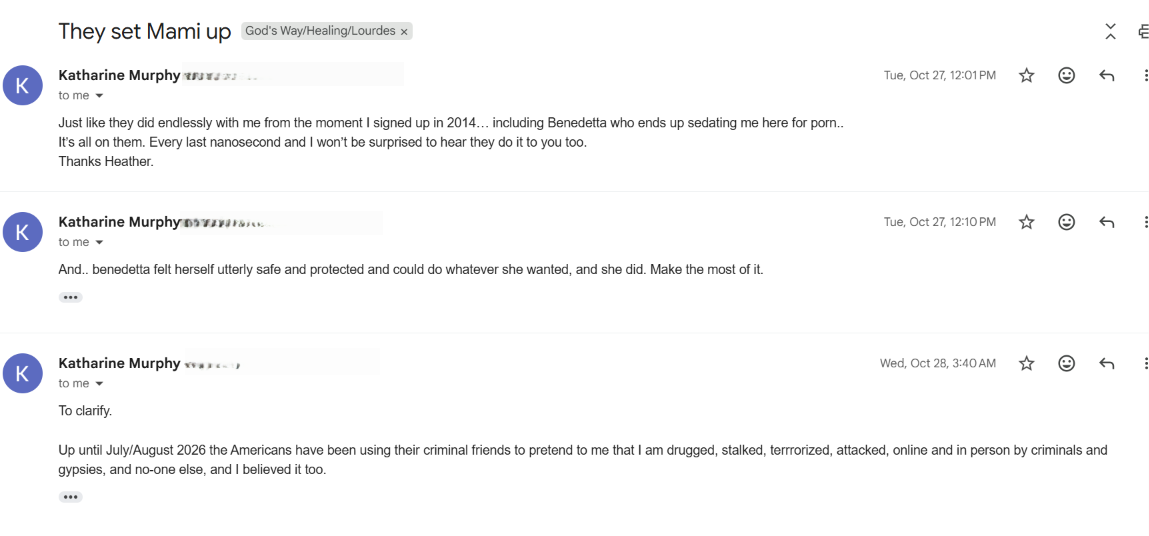 They set Mami up God's Way/Healing/Lourdes ×
K
Katharine Murphy
Tue, Oct 27, 12:01 PM
to me
Just like they did endlessly with me from the moment I signed up in 2014… including Benedetta who ends up sedating me here for porn..
It's all on them. Every last nanosecond and I won't be surprised to hear they do it to you too.
Thanks Heather.
K
Katharine Murphy
Tue, Oct 27, 12:10 PM
to me
And.. benedetta felt herself utterly safe and protected and could do whatever she wanted, and she did. Make the most of it.
K
Katharine Murphy
Wed, Oct 28, 3:40 AM
to me
To clarify.
Up until July/August 2026 the Americans have been using their criminal friends to pretend to me that I am drugged, stalked, terrrorized, attacked, online and in person by criminals and
gypsies, and no-one else, and I believed it too.